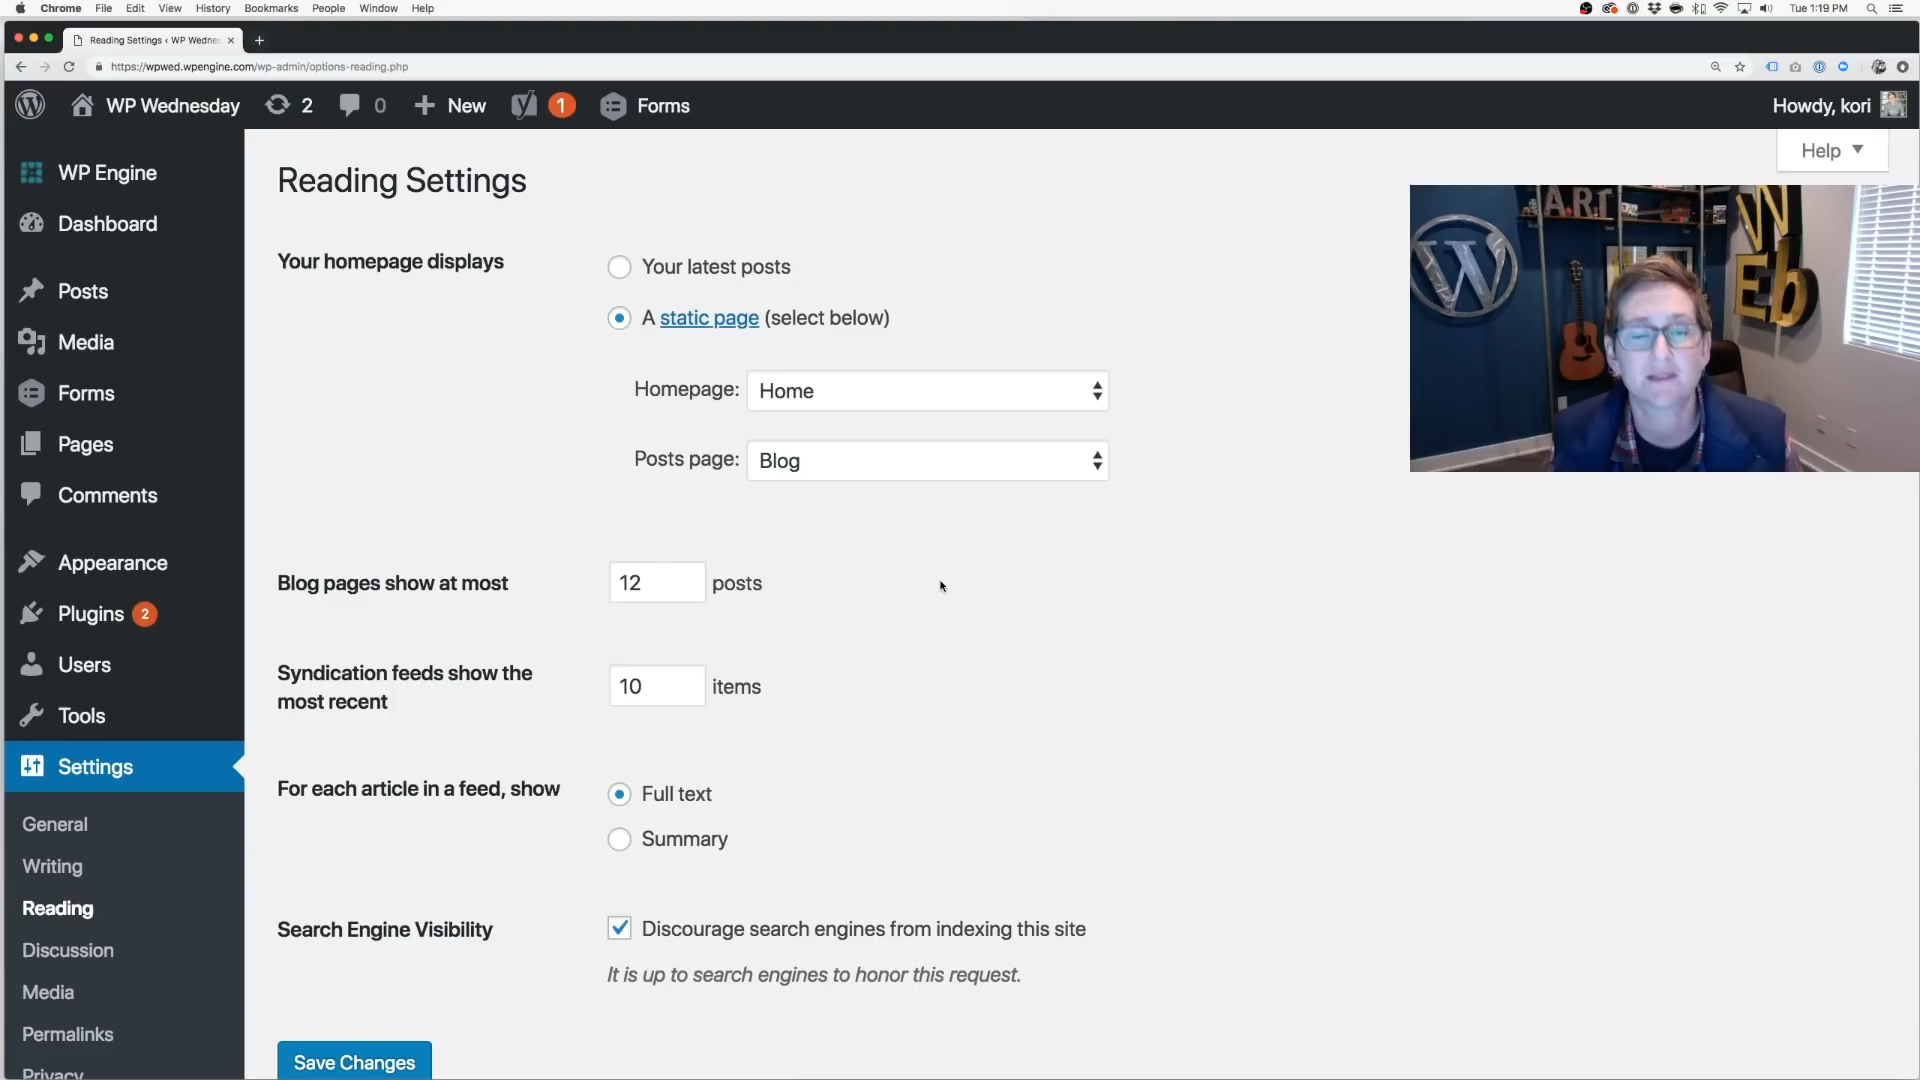 Chrome File Edit View History Bookmarks People Window Help
Tue 1:19 PM
Reading Settings ‹ WP Wedne
https://wpwed.wpengine.com/wp-admin/options-reading.php
WP Wednesday 2 0 New 1 Forms
Howdy, kori
Help
WP Engine
Dashboard
Posts
Media
Forms
Pages
Comments
Appearance
Plugins 2
Users
Tools
Settings
General
Writing
Reading
Discussion
Media
Permalinks
Privacy
Reading Settings
Your homepage displays
Your latest posts
A static page (select below)
Homepage: Home
Posts page: Blog
Blog pages show at most
12 posts
Syndication feeds show the
most recent
10 items
For each article in a feed, show
Full text
Summary
Search Engine Visibility
Discourage search engines from indexing this site
It is up to search engines to honor this request.
Save Changes
ART
W
W
Eb